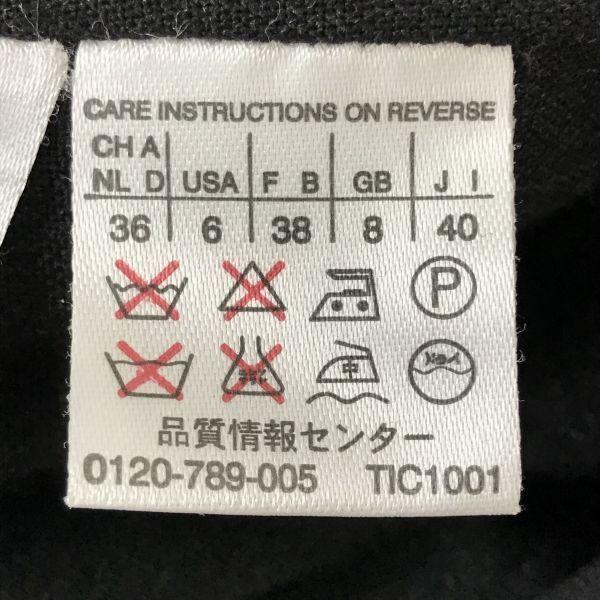 CARE INSTRUCTIONS ON REVERSE
CH A
NL D USA F B GB J I
36 6 38 8 40
P
中 ドライ
品質情報センター
0120-789-005 TIC1001